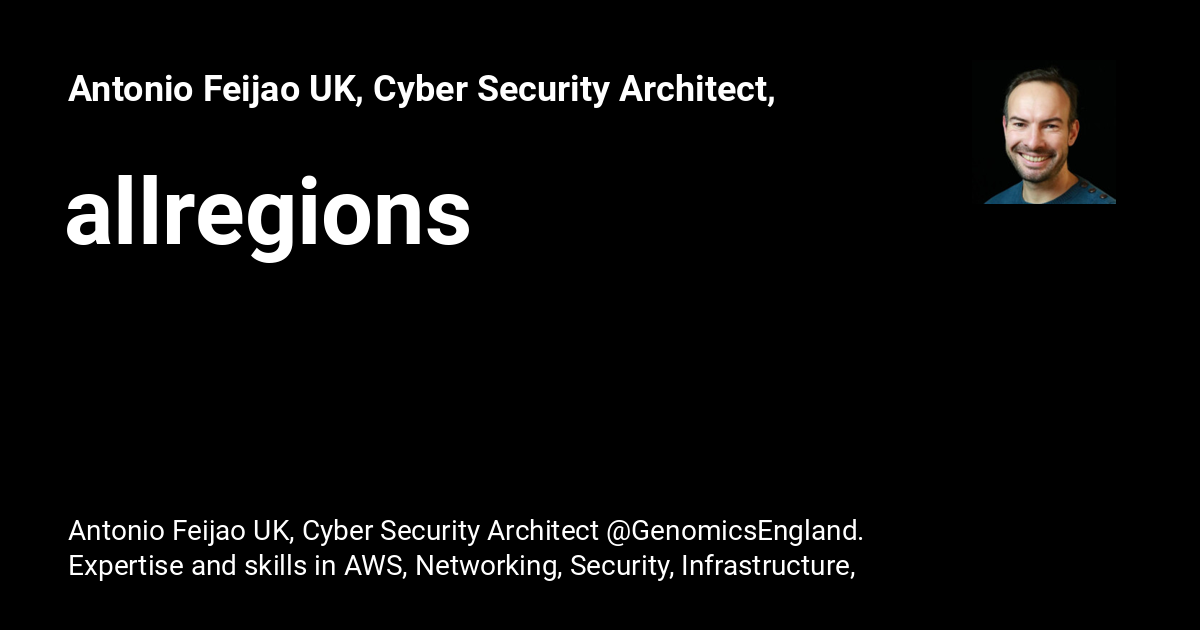 Antonio Feijao UK, Cyber Security Architect,
allregions
Antonio Feijao UK, Cyber Security Architect @GenomicsEngland.
Expertise and skills in AWS, Networking, Security, Infrastructure,